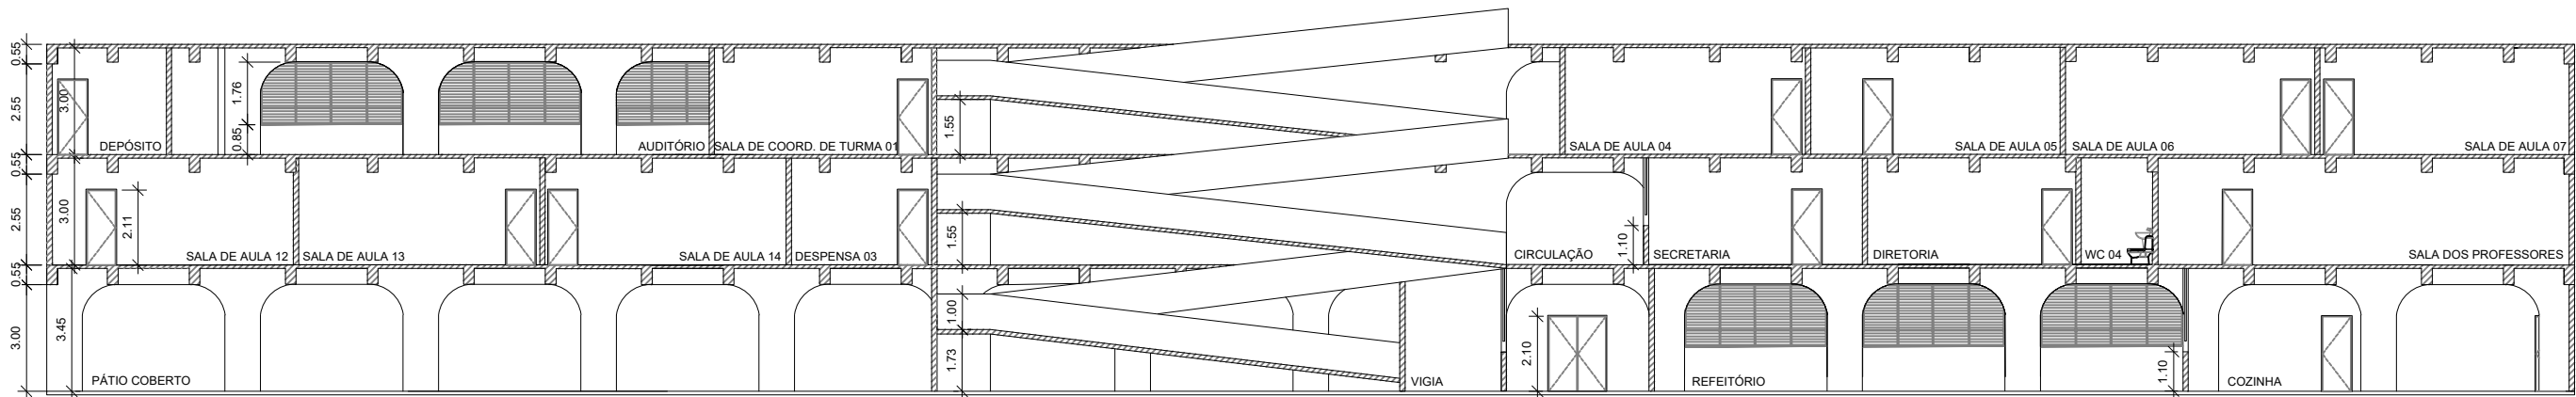 0.55
2.55
3.00
1.76
0.85
1.55
DEPÓSITO
AUDITÓRIO
SALA DE COORD. DE TURMA 01
SALA DE AULA 04
SALA DE AULA 05
SALA DE AULA 06
SALA DE AULA 07
0.55
2.55
3.00
2.11
1.55
1.10
SALA DE AULA 12
SALA DE AULA 13
SALA DE AULA 14
DESPENSA 03
CIRCULAÇÃO
SECRETARIA
DIRETORIA
WC 04
SALA DOS PROFESSORES
0.55
3.00
3.45
1.00
1.73
2.10
1.10
PÁTIO COBERTO
VIGIA
REFEITÓRIO
COZINHA